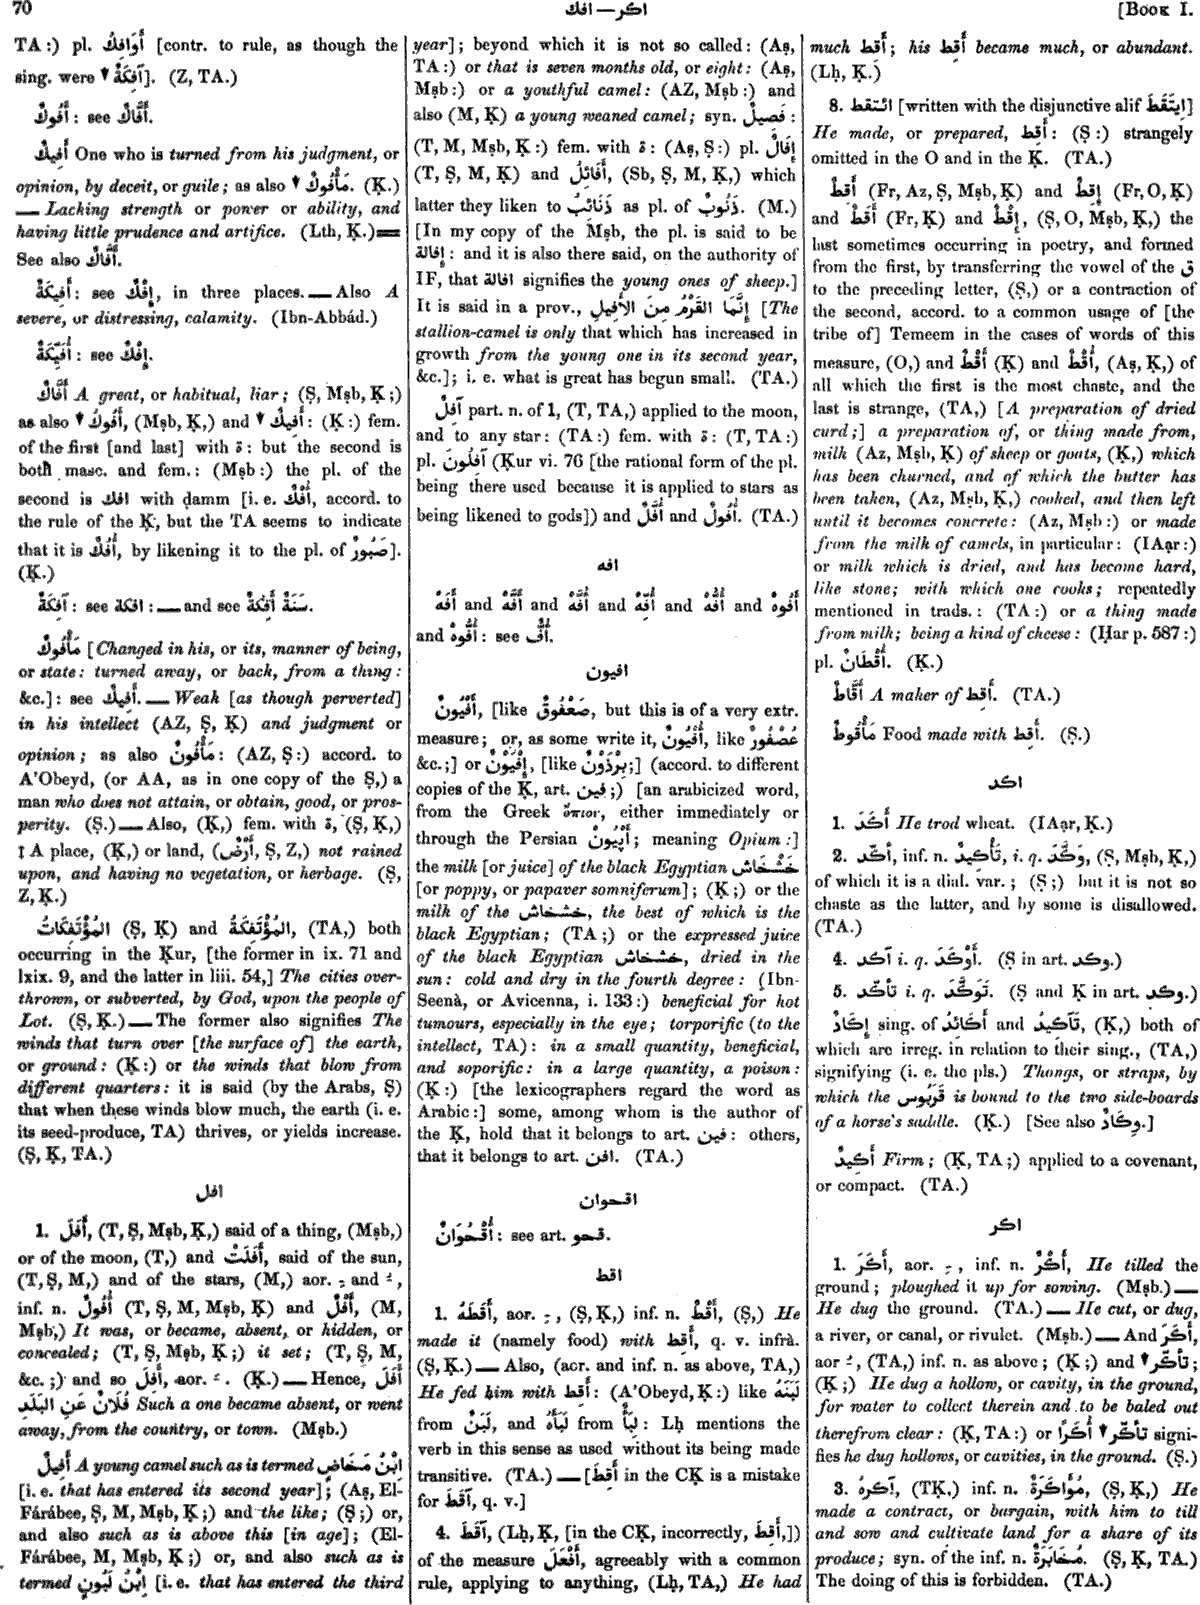 70
اكر — افك
[Book I.
TA :) pl. أَوَافِكُ [contr. to rule, as though the
sing. were ▼ آفِكَةٌ]. (Z, TA.)
أَفُوكٌ : see أَفَّاكٌ.
أَفِيكٌ One who is turned from his judgment, or
opinion, by deceit, or guile ; as also ▼ مَأْفُوكٌ. (Ḳ.)
— Lacking strength or power or ability, and
having little prudence and artifice. (Lth, Ḳ.)==
See also أَفَّاكٌ.
أَفِيكَةٌ : see إِفْكٌ, in three places. — Also A
severe, or distressing, calamity. (Ibn-Abbád.)
أُفَيِّكَةٌ : see إِفْكٌ.
أَفَّاكٌ A great, or habitual, liar ; (Ṣ, Mṣb, Ḳ ;)
as also ▼ أَفُوكٌ, (Mṣb, Ḳ,) and ▼ أَفِيكٌ : (Ḳ :) fem.
of the first [and last] with ة : but the second is
both masc. and fem. : (Mṣb :) the pl. of the
second is افك with ḍamm [i. e. أُفْكٌ, accord. to
the rule of the Ḳ, but the TA seems to indicate
that it is أُفُكٌ, by likening it to the pl. of صَبُورٌ].
(Ḳ.)
آفِكَةٌ : see افكة : — and see سَنَةٌ أَفِكَةٌ.
مَأْفُوكٌ [Changed in his, or its, manner of being,
or state : turned away, or back, from a thing :
&c.] : see أَفِيكٌ. — Weak [as though perverted]
in his intellect (AZ, Ṣ, Ḳ) and judgment or
opinion ; as also مَأْفُونٌ : (AZ, Ṣ :) accord. to
A'Obeyd, (or AA, as in one copy of the Ṣ,) a
man who does not attain, or obtain, good, or pros-
perity. (Ṣ.) — Also, (Ḳ,) fem. with ة, (Ṣ, Ḳ,)
‡ A place, (Ḳ,) or land, (أَرْضٌ, Ṣ, Z,) not rained
upon, and having no vegetation, or herbage. (Ṣ,
Z, Ḳ.)
المُؤْتَفِكَاتُ (Ṣ, Ḳ) and المُؤْتَفِكَةُ, (TA,) both
occurring in the Ḳur, [the former in ix. 71 and
lxix. 9, and the latter in liii. 54,] The cities over-
thrown, or subverted, by God, upon the people of
Lot. (Ṣ, Ḳ.) — The former also signifies The
winds that turn over [the surface of] the earth,
or ground : (Ḳ :) or the winds that blow from
different quarters : it is said (by the Arabs, Ṣ)
that when these winds blow much, the earth (i. e.
its seed-produce, TA) thrives, or yields increase.
(Ṣ, Ḳ, TA.)
افل
1. أَفَلَ, (T, Ṣ, Mṣb, Ḳ,) said of a thing, (Mṣb,)
or of the moon, (T,) and أَفَلَتْ, said of the sun,
(T, Ṣ, M,) and of the stars, (M,) aor. ـِ and ـُ,
inf. n. أُفُولٌ (T, Ṣ, M, Mṣb, Ḳ) and أَفْلٌ, (M,
Mṣb,) It was, or became, absent, or hidden, or
concealed ; (T, Ṣ, Mṣb, Ḳ ;) it set ; (T, Ṣ, M,
&c. ;) and so أَفِلَ, aor. ـَ. (Ḳ.) — Hence, أَفَلَ
فُلَانٌ عَنِ البَلَدِ Such a one became absent, or went
away, from the country, or town. (Mṣb.)
أَفِيلٌ A young camel such as is termed ابْنُ مَخَاضٍ
[i. e. that has entered its second year] ; (Aṣ, El-
Fárábee, Ṣ, M, Mṣb, Ḳ ;) and the like ; (Ṣ ;) or,
and also such as is above this [in age] ; (El-
Fárábee, M, Mṣb, Ḳ ;) or, and also such as is
termed ابْنُ لَبُونٍ [i. e. that has entered the third
year] ; beyond which it is not so called : (Aṣ,
TA :) or that is seven months old, or eight : (Aṣ,
Mṣb :) or a youthful camel : (AZ, Mṣb :) and
also (M, Ḳ) a young weaned camel ; syn. فَصِيلٌ :
(T, M, Mṣb, Ḳ :) fem. with ة : (Aṣ, Ṣ :) pl. إِفَالٌ
(T, Ṣ, M, Ḳ) and أَفَائِلُ, (Sb, Ṣ, M, Ḳ,) which
latter they liken to ذَنَائِبُ as pl. of ذَنُوبٌ. (M.)
[In my copy of the Mṣb, the pl. is said to be
إِفَالة : and it is also there said, on the authority of
IF, that افالة signifies the young ones of sheep.]
It is said in a prov., إِنَّمَا القَرْمُ مِنَ الأَفِيلِ [The
stallion-camel is only that which has increased in
growth from the young one in its second year,
&c.] ; i. e. what is great has begun small. (TA.)
آفِلٌ part. n. of 1, (T, TA,) applied to the moon,
and to any star : (TA :) fem. with ة : (T, TA :)
pl. آفِلُونَ (Ḳur vi. 76 [the rational form of the pl.
being there used because it is applied to stars as
being likened to gods]) and أُفَّلٌ and أُفُولٌ. (TA.)
افه
أَفَهْ and أَفَّهْ and أُفَّهْ and أُفِّهْ and أُفُّهْ and أَفُوهْ
and أُفُّوهْ : see أُفٌّ.
افيون
أَفْيُونٌ, [like صَعْفُوقٌ, but this is of a very extr.
measure ; or, as some write it, أُفْيُونٌ, like عُصْفُورٌ
&c. ;] or إِفْيَوْنٌ, [like بِرْذَوْنٌ ;] (accord. to different
copies of the Ḳ, art. فين ;) [an arabicized word,
from the Greek ὄπιον, either immediately or
through the Persian أَپْيُونْ ; meaning Opium :]
the milk [or juice] of the black Egyptian خَشْخَاش
[or poppy, or papaver somniferum] ; (Ḳ ;) or the
milk of the خشخاش, the best of which is the
black Egyptian ; (TA ;) or the expressed juice
of the black Egyptian خشخاش, dried in the
sun : cold and dry in the fourth degree : (Ibn-
Seenà, or Avicenna, i. 133 :) beneficial for hot
tumours, especially in the eye ; torporific (to the
intellect, TA) : in a small quantity, beneficial,
and soporific : in a large quantity, a poison :
(Ḳ :) [the lexicographers regard the word as
Arabic :] some, among whom is the author of
the Ḳ, hold that it belongs to art. فين : others,
that it belongs to art. افن. (TA.)
اقحوان
أُقْحُوَانٌ : see art. قحو.
اقط
1. أَقَطَهُ, aor. ـِ, (Ṣ, Ḳ,) inf. n. أَقْطٌ, (Ṣ,) He
made it (namely food) with أَقِط, q. v. infrà.
(Ṣ, Ḳ.) — Also, (aor. and inf. n. as above, TA,)
He fed him with أَقِط : (A'Obeyd, Ḳ :) like لَبَنَهُ
from لَبَنٌ, and لَبَأَهُ from لِبَأٌ : Lḥ mentions the
verb in this sense as used without its being made
transitive. (TA.) — [أَقِطَ in the CḲ is a mistake
for أَقَطَ, q. v.]
4. آقَطَ, (Lḥ, Ḳ, [in the CḲ, incorrectly, أَقِطَ,])
of the measure أَفْعَلَ, agreeably with a common
rule, applying to anything, (Lḥ, TA,) He had
much أَقِط ; his أَقِط became much, or abundant.
(Lḥ, Ḳ.)
8. ائتقط [written with the disjunctive alif اِيتَقَطَ]
He made, or prepared, أَقِط : (Ṣ :) strangely
omitted in the O and in the Ḳ. (TA.)
أَقِطٌ (Fr, Az, Ṣ, Mṣb, Ḳ) and إِقِطٌ (Fr, O, Ḳ)
and أَقَطٌ (Fr, Ḳ) and إِقْطٌ, (Ṣ, O, Mṣb, Ḳ,) the
last sometimes occurring in poetry, and formed
from the first, by transferring the vowel of the ق
to the preceding letter, (Ṣ,) or a contraction of
the second, accord. to a common usage of [the
tribe of] Temeem in the cases of words of this
measure, (O,) and أَقْطٌ (Ḳ) and أُقُطٌ, (Aṣ, Ḳ,) of
all which the first is the most chaste, and the
last is strange, (TA,) [A preparation of dried
curd ;] a preparation of, or thing made from,
milk (Az, Mṣb, Ḳ) of sheep or goats, (Ḳ,) which
has been churned, and of which the butter has
been taken, (Az, Mṣb, Ḳ,) cooked, and then left
until it becomes concrete : (Az, Mṣb :) or made
from the milk of camels, in particular : (IAạr :)
or milk which is dried, and has become hard,
like stone ; with which one cooks ; repeatedly
mentioned in trads. : (TA :) or a thing made
from milk ; being a kind of cheese : (Ḥar p. 587 :)
pl. أُقْطَانٌ. (Ḳ.)
أَقَّاطٌ A maker of أَقِط. (TA.)
مَأْقُوطٌ Food made with أَقِط. (Ṣ.)
اكد
1. أَكَدَ He trod wheat. (IAạr, Ḳ.)
2. أكّد, inf. n. تَأْكِيدٌ, i. q. وَكَّدَ, (Ṣ, Mṣb, Ḳ,)
of which it is a dial. var. ; (Ṣ ;) but it is not so
chaste as the latter, and by some is disallowed.
(TA.)
4. آكد i. q. أَوْكَدَ. (Ṣ in art. وكد.)
5. تأكّد i. q. تَوَكَّدَ. (Ṣ and Ḳ in art. وكد.)
إِكَادٌ sing. of أَكَائِدُ and تَآكِيدُ, (Ḳ,) both of
which are irreg. in relation to their sing., (TA,)
signifying (i. e. the pls.) Thongs, or straps, by
which the قَرَبُوس is bound to the two side-boards
of a horse's saddle. (Ḳ.) [See also وِكَادٌ.]
أَكِيدٌ Firm ; (Ḳ, TA ;) applied to a covenant,
or compact. (TA.)
اكر
1. أَكَرَ, aor. ـِ, inf. n. أَكْرٌ, He tilled the
ground ; ploughed it up for sowing. (Mṣb.) —
He dug the ground. (TA.) — He cut, or dug,
a river, or canal, or rivulet. (Mṣb.) — And أَكَرَ,
aor ـُ, (TA,) inf. n. as above ; (Ḳ ;) and ▼ تأكّر ;
(Ḳ ;) He dug a hollow, or cavity, in the ground,
for water to collect therein and to be baled out
therefrom clear : (Ḳ, TA :) or تأكّر ▼ أُكَرًا signi-
fies he dug hollows, or cavities, in the ground. (Ṣ.)
3. آكرهُ, (TḲ,) inf. n. مُؤَاكَرَةٌ, (Ṣ, Ḳ,) He
made a contract, or bargain, with him to till
and sow and cultivate land for a share of its
produce ; syn. of the inf. n. مُخَابَرَةٌ. (Ṣ, Ḳ, TA.)
The doing of this is forbidden. (TA.)